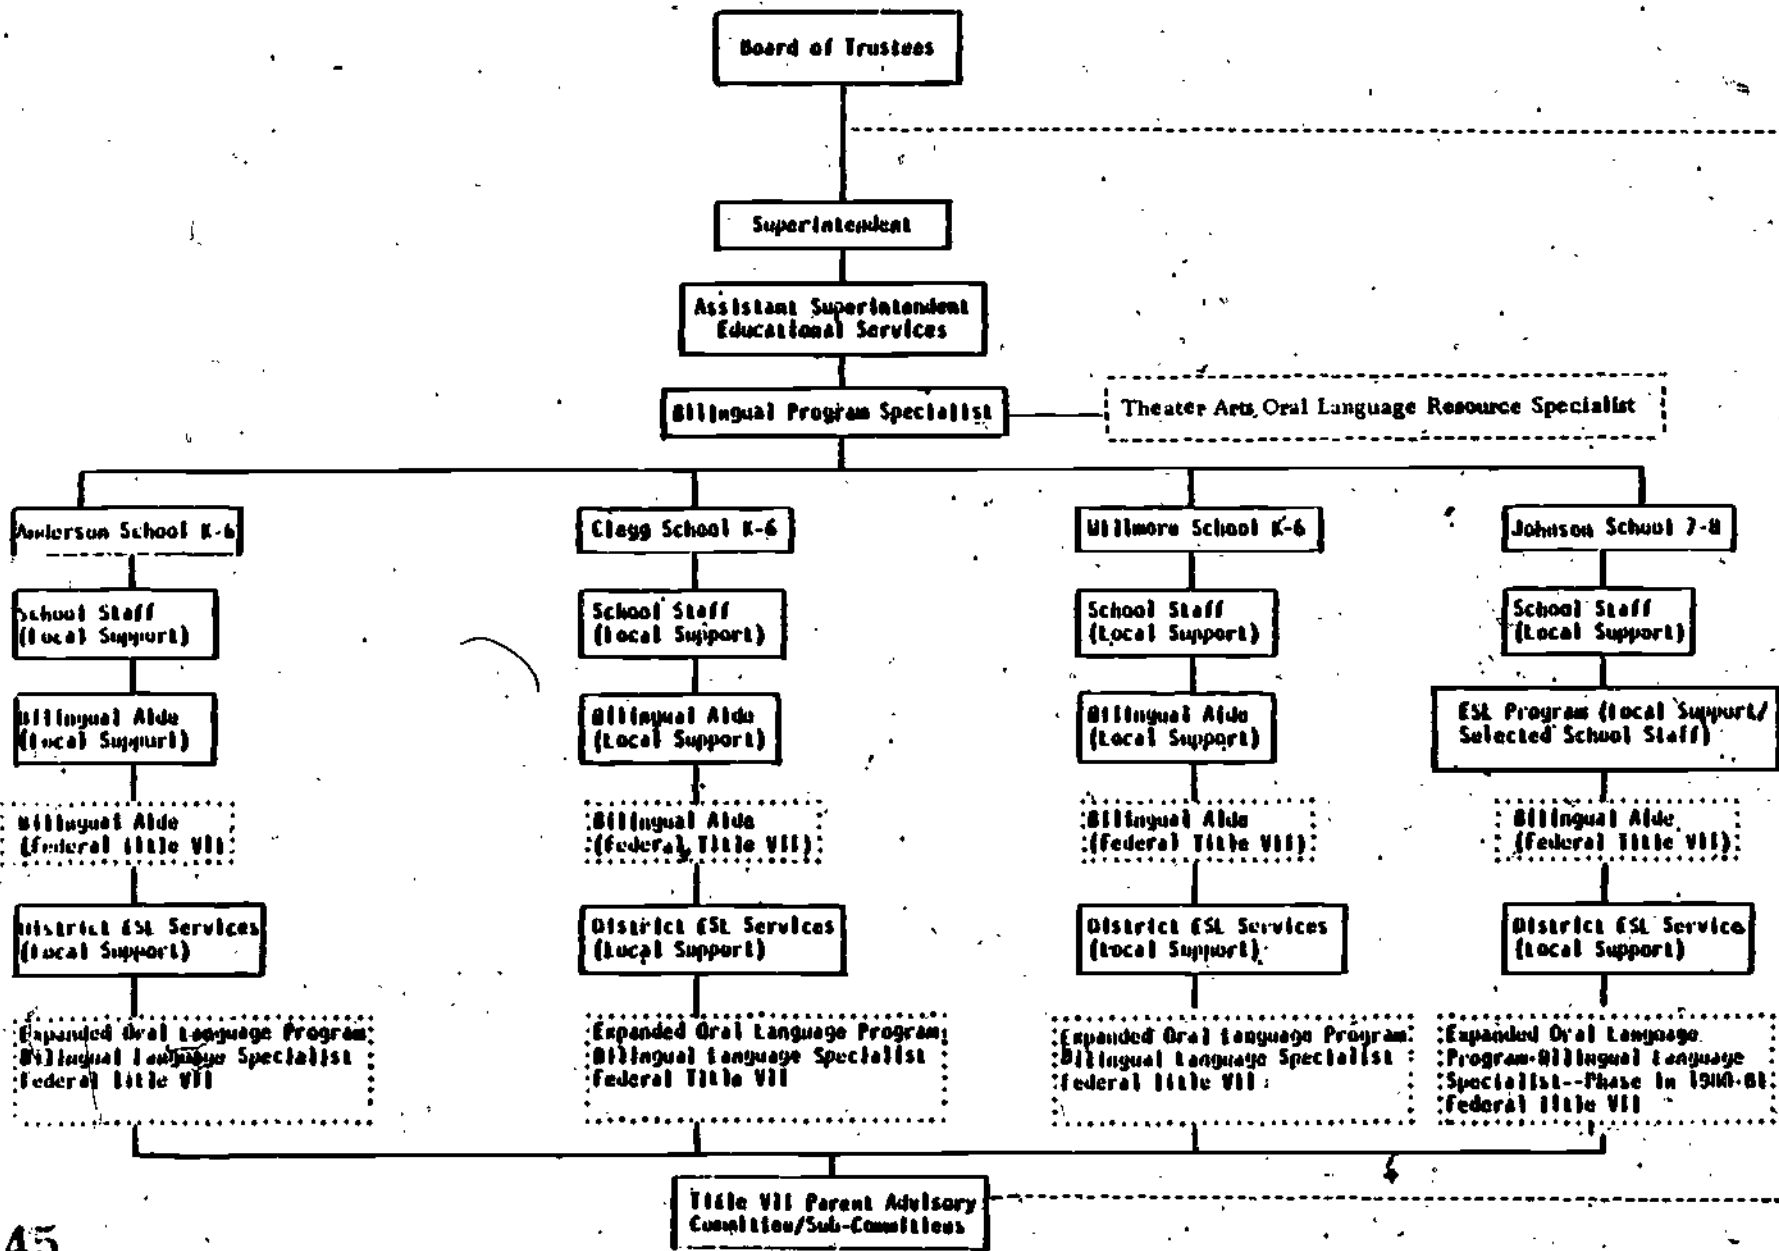 Board of Trustees
Superintendent
Assistant Superintendent
Educational Services
Bilingual Program Specialist
Theater Arts, Oral Language Resource Specialist
Anderson School K-6
Clegg School K-6
Willmore School K-6
Johnson School 7-8
School Staff
(Local Support)
School Staff
(Local Support)
School Staff
(Local Support)
School Staff
(Local Support)
Bilingual Aide
(Local Support)
Bilingual Aide
(Local Support)
Bilingual Aide
(Local Support)
ESL Program (Local Support/
Selected School Staff)
Bilingual Aide
(Federal Title VII
Bilingual Aide
(Federal Title VII)
Bilingual Aide
(Federal Title VII)
Bilingual Aide
(Federal Title VII)
District ESL Services
(Local Support)
District ESL Services
(Local Support)
District ESL Services
(Local Support)
District ESL Service
(Local Support)
Expanded Oral Language Program
Bilingual Language Specialist
Federal Title VII
Expanded Oral Language Program
Bilingual Language Specialist
Federal Title VII
Expanded Oral Language Program
Bilingual Language Specialist
Federal Title VII
Expanded Oral Language
Program-Bilingual Language
Specialist--Phase in 1980-81
Federal Title VII
Title VII Parent Advisory
Committee/Sub-Committees
45